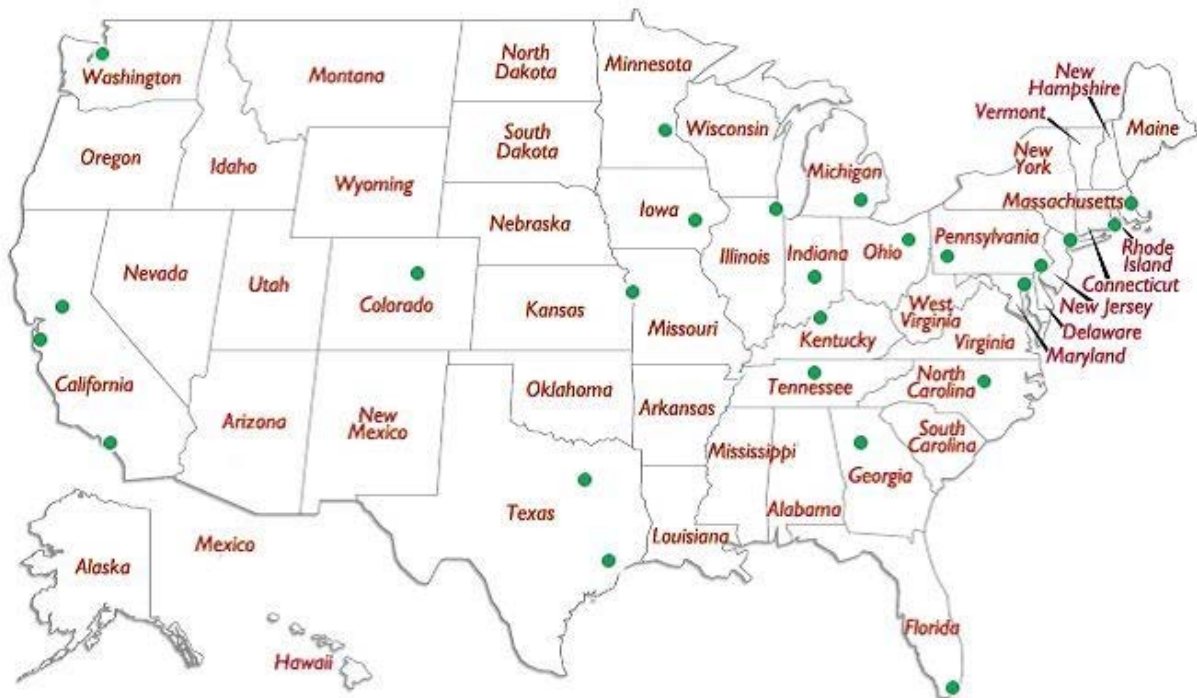 New
Hampshire
Vermont
Maine
Washington
Montana
North
Dakota
Minnesota
Oregon
Idaho
South
Dakota
Wisconsin
Michigan
New
York
Wyoming
Massachusetts
Nebraska
Iowa
Pennsylvania
Rhode
Island
Nevada
Utah
Colorado
Kansas
Illinois
Indiana
Ohio
Connecticut
New Jersey
West
Virginia
Delaware
Missouri
Kentucky
Virginia
Maryland
California
Arizona
New
Mexico
Oklahoma
Arkansas
Tennessee
North
Carolina
South
Carolina
Mississippi
Georgia
Texas
Alabama
Louisiana
Mexico
Alaska
Florida
Hawaii